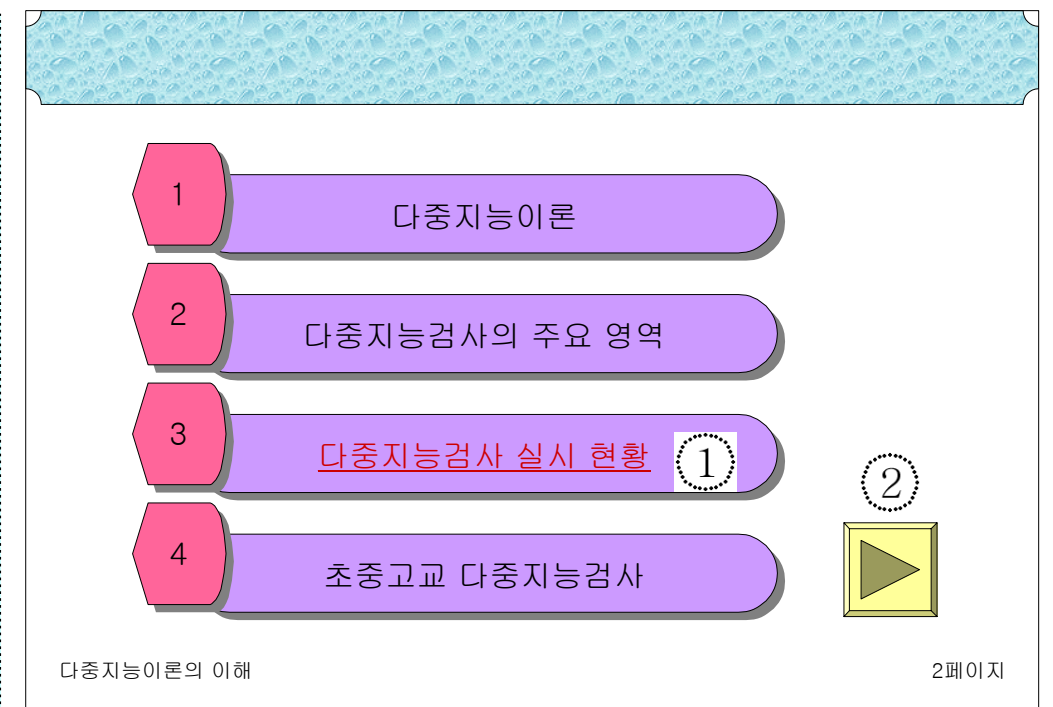 1
다중지능이론
2
다중지능검사의 주요 영역
3
다중지능검사 실시 현황 ①
②
4
초중고교 다중지능검사
다중지능이론의 이해
2페이지